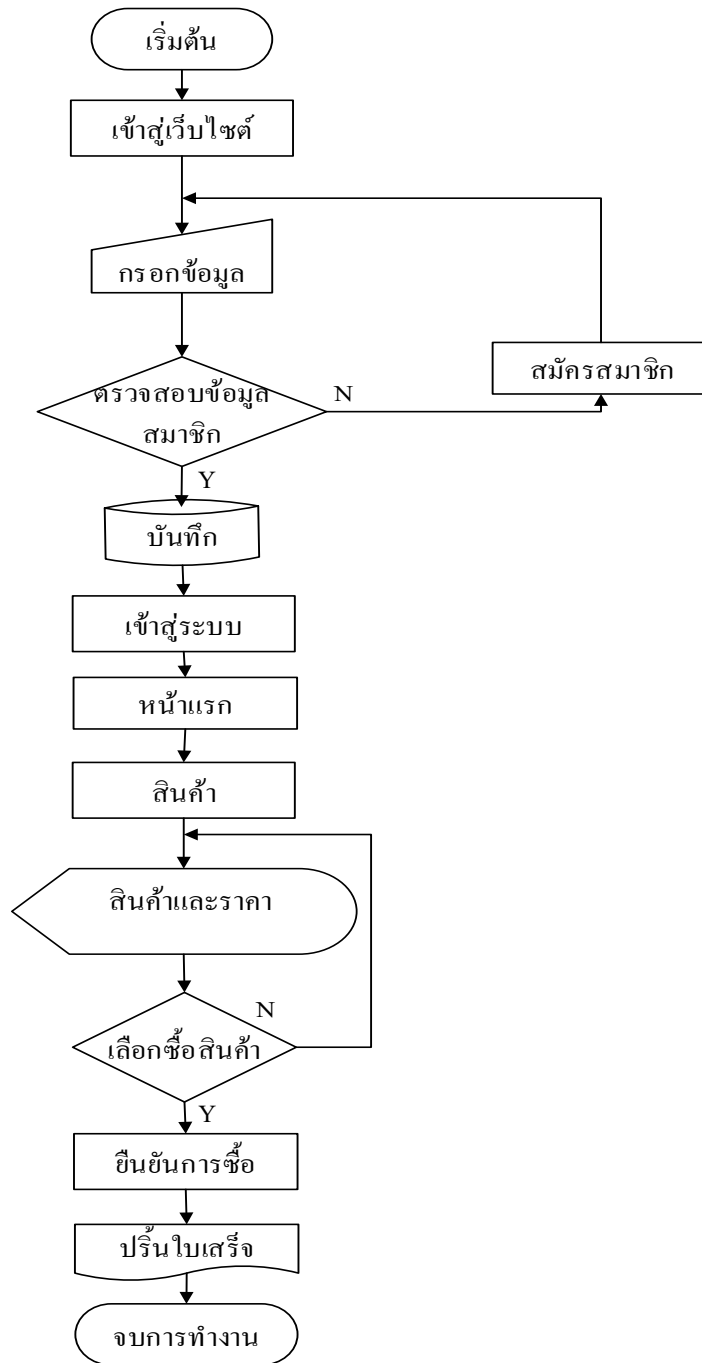 เริ่มต้น
เข้าสู่เว็บไซต์
กรอกข้อมูล
สมัครสมาชิก
ตรวจสอบข้อมูล
สมาชิก
N
Y
บันทึก
เข้าสู่ระบบ
หน้าแรก
สินค้า
สินค้าและราคา
N
เลือกซื้อสินค้า
Y
ยืนยันการซื้อ
ปริ้นใบเสร็จ
จบการทำงาน